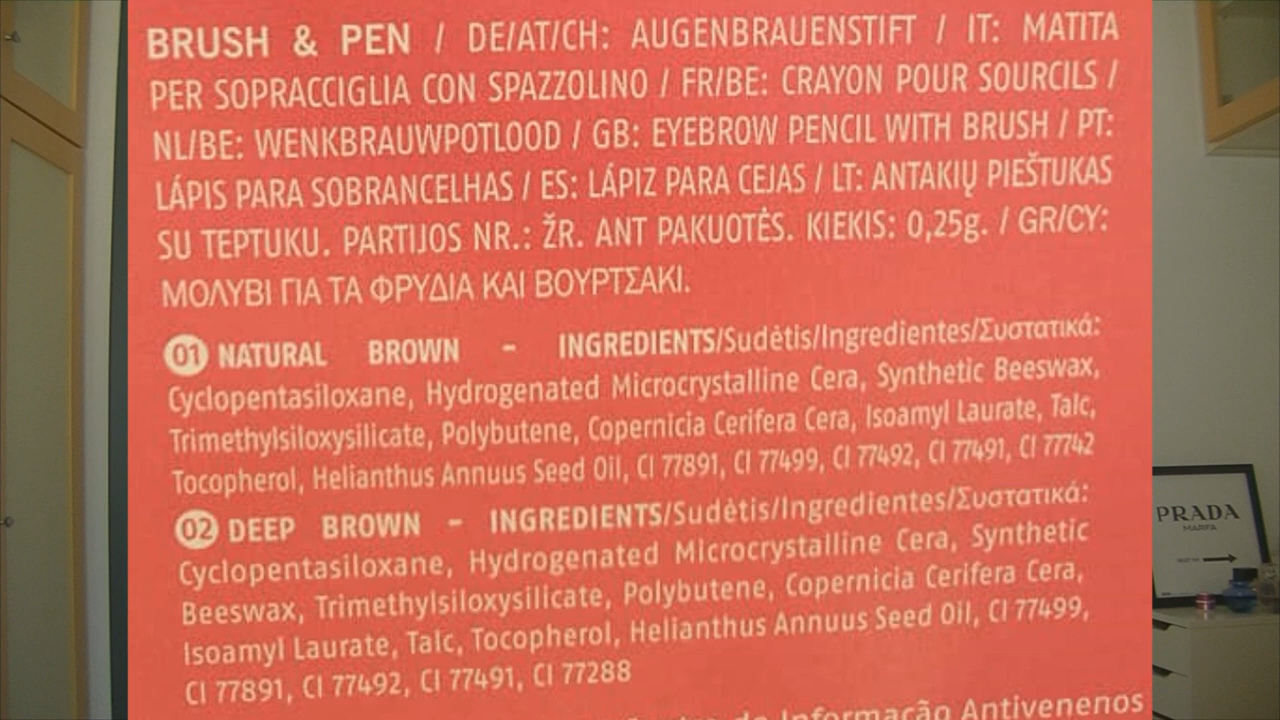 BRUSH & PEN / DE/AT/CH: AUGENBRAUENSTIFT / IT: MATITA
PER SOPRACCIGLIA CON SPAZZOLINO / FR/BE: CRAYON POUR SOURCILS /
NL/BE: WENKBRAUWPOTLOOD / GB: EYEBROW PENCIL WITH BRUSH / PT:
LÁPIS PARA SOBRANCELHAS / ES: LÁPIZ PARA CEJAS / LT: ANTAKIŲ PIEŠTUKAS
SU TEPTUKU. PARTIJOS NR.: ŽR. ANT PAKUOTĖS. KIEKIS: 0,25g. / GR/CY:
ΜΟΛΥΒΙ ΓΙΑ ΤΑ ΦΡΥΔΙΑ ΚΑΙ ΒΟΥΡΤΣΑΚΙ.
01 NATURAL BROWN - INGREDIENTS/Sudėtis/Ingredientes/Συστατικά:
Cyclopentasiloxane, Hydrogenated Microcrystalline Cera, Synthetic Beeswax,
Trimethylsiloxysilicate, Polybutene, Copernicia Cerifera Cera, Isoamyl Laurate, Talc,
Tocopherol, Helianthus Annuus Seed Oil, CI 77891, CI 77499, CI 77492, CI 77491, CI 77742
02 DEEP BROWN - INGREDIENTS/Sudėtis/Ingredientes/Συστατικά:
Cyclopentasiloxane, Hydrogenated Microcrystalline Cera, Synthetic
Beeswax, Trimethylsiloxysilicate, Polybutene, Copernicia Cerifera Cera,
Isoamyl Laurate, Talc, Tocopherol, Helianthus Annuus Seed Oil, CI 77499,
CI 77891, CI 77492, CI 77491, CI 77288
de Informação Antivenenos
PRADA
MARFA